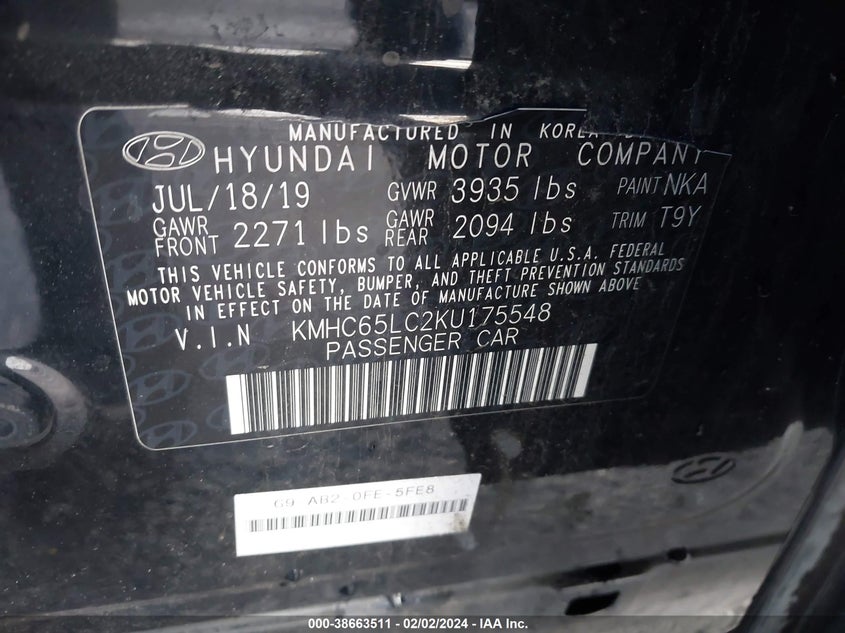 MANUFACTURED IN KOREA
HYUNDAI MOTOR COMPANY
JUL/18/19 GVWR 3935 lbs PAINT NKA
GAWR FRONT 2271 lbs GAWR REAR 2094 lbs TRIM T9Y
THIS VEHICLE CONFORMS TO ALL APPLICABLE U.S.A. FEDERAL
MOTOR VEHICLE SAFETY, BUMPER, AND THEFT PREVENTION STANDARDS
IN EFFECT ON THE DATE OF MANUFACTURE SHOWN ABOVE
V.I.N KMHC65LC2KU175548
PASSENGER CAR
G9 AB2-0FE-5FE8
000-38663511 - 02/02/2024 - IAA Inc.